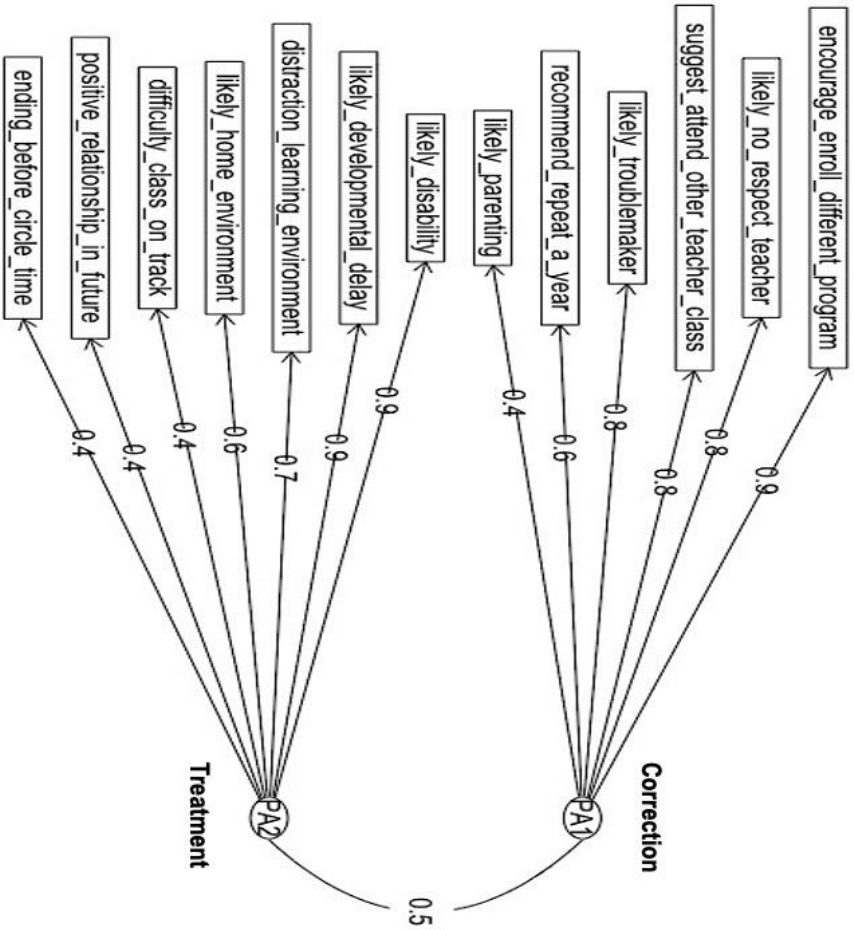 encourage_enroll_different_program
likely_no_respect_teacher
suggest_attend_other_teacher_class
likely_troublemaker
recommend_repeat_a_year
likely_parenting
likely_disability
likely_developmental_delay
distraction_learning_environment
likely_home_environment
difficulty_class_on_track
positive_relationship_in_future
ending_before_circle_time
0.9
0.8
0.8
0.8
0.6
0.4
0.9
0.9
0.7
0.6
0.4
0.4
0.4
Correction
PA1
PA2
Treatment
0.5